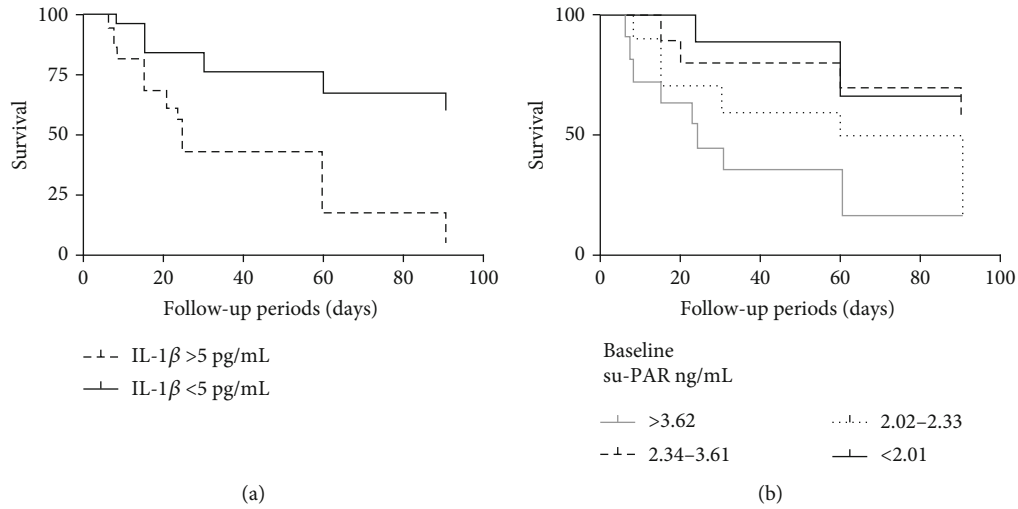 100
75
50
25
0
Survival
0
20
40
60
80
100
Follow-up periods (days)
IL-1β >5 pg/mL
IL-1β <5 pg/mL
(a)
100
50
0
Survival
0
20
40
60
80
100
Follow-up periods (days)
Baseline
su-PAR ng/mL
>3.62
2.34–3.61
2.02–2.33
<2.01
(b)